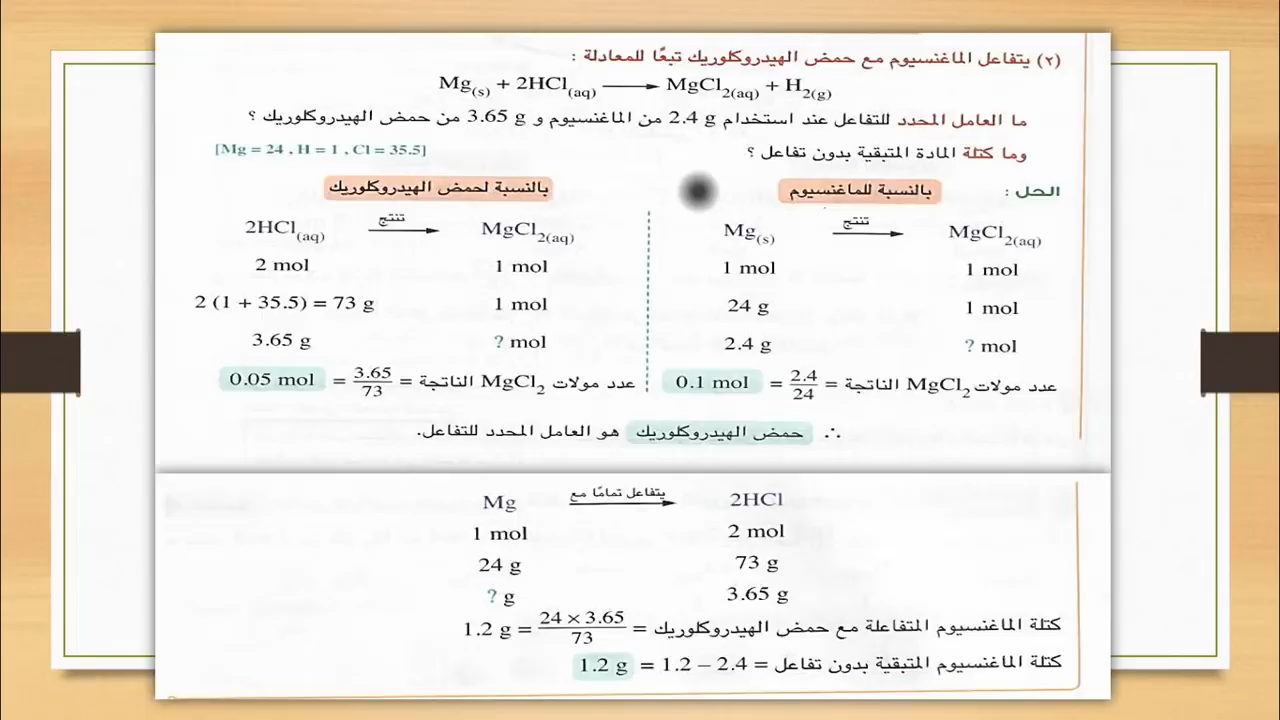 (٢) يتفاعل الماغنسيوم مع حمض الهيدروكلوريك تبعًا للمعادلة :
Mg(s) + 2HCl(aq) ⟶ MgCl2(aq) + H2(g)
ما العامل المحدد للتفاعل عند استخدام 2.4 g من الماغنسيوم و 3.65 g من حمض الهيدروكلوريك ؟
وما كتلة المادة المتبقية بدون تفاعل ؟ [Mg = 24 , H = 1 , Cl = 35.5]
الحل :
بالنسبة للماغنسيوم
Mg(s) تنتج ⟶ MgCl2(aq)
1 mol 1 mol
24 g 1 mol
2.4 g ? mol
عدد مولات MgCl2 الناتجة = 2.4/24 = 0.1 mol
بالنسبة لحمض الهيدروكلوريك
2HCl(aq) تنتج ⟶ MgCl2(aq)
2 mol 1 mol
2 (1 + 35.5) = 73 g 1 mol
3.65 g ? mol
عدد مولات MgCl2 الناتجة = 3.65/73 = 0.05 mol
∴ حمض الهيدروكلوريك هو العامل المحدد للتفاعل.
Mg يتفاعل تمامًا مع ⟶ 2HCl
1 mol 2 mol
24 g 73 g
? g 3.65 g
كتلة الماغنسيوم المتفاعلة مع حمض الهيدروكلوريك = 24 × 3.65/73 = 1.2 g
كتلة الماغنسيوم المتبقية بدون تفاعل = 2.4 – 1.2 = 1.2 g